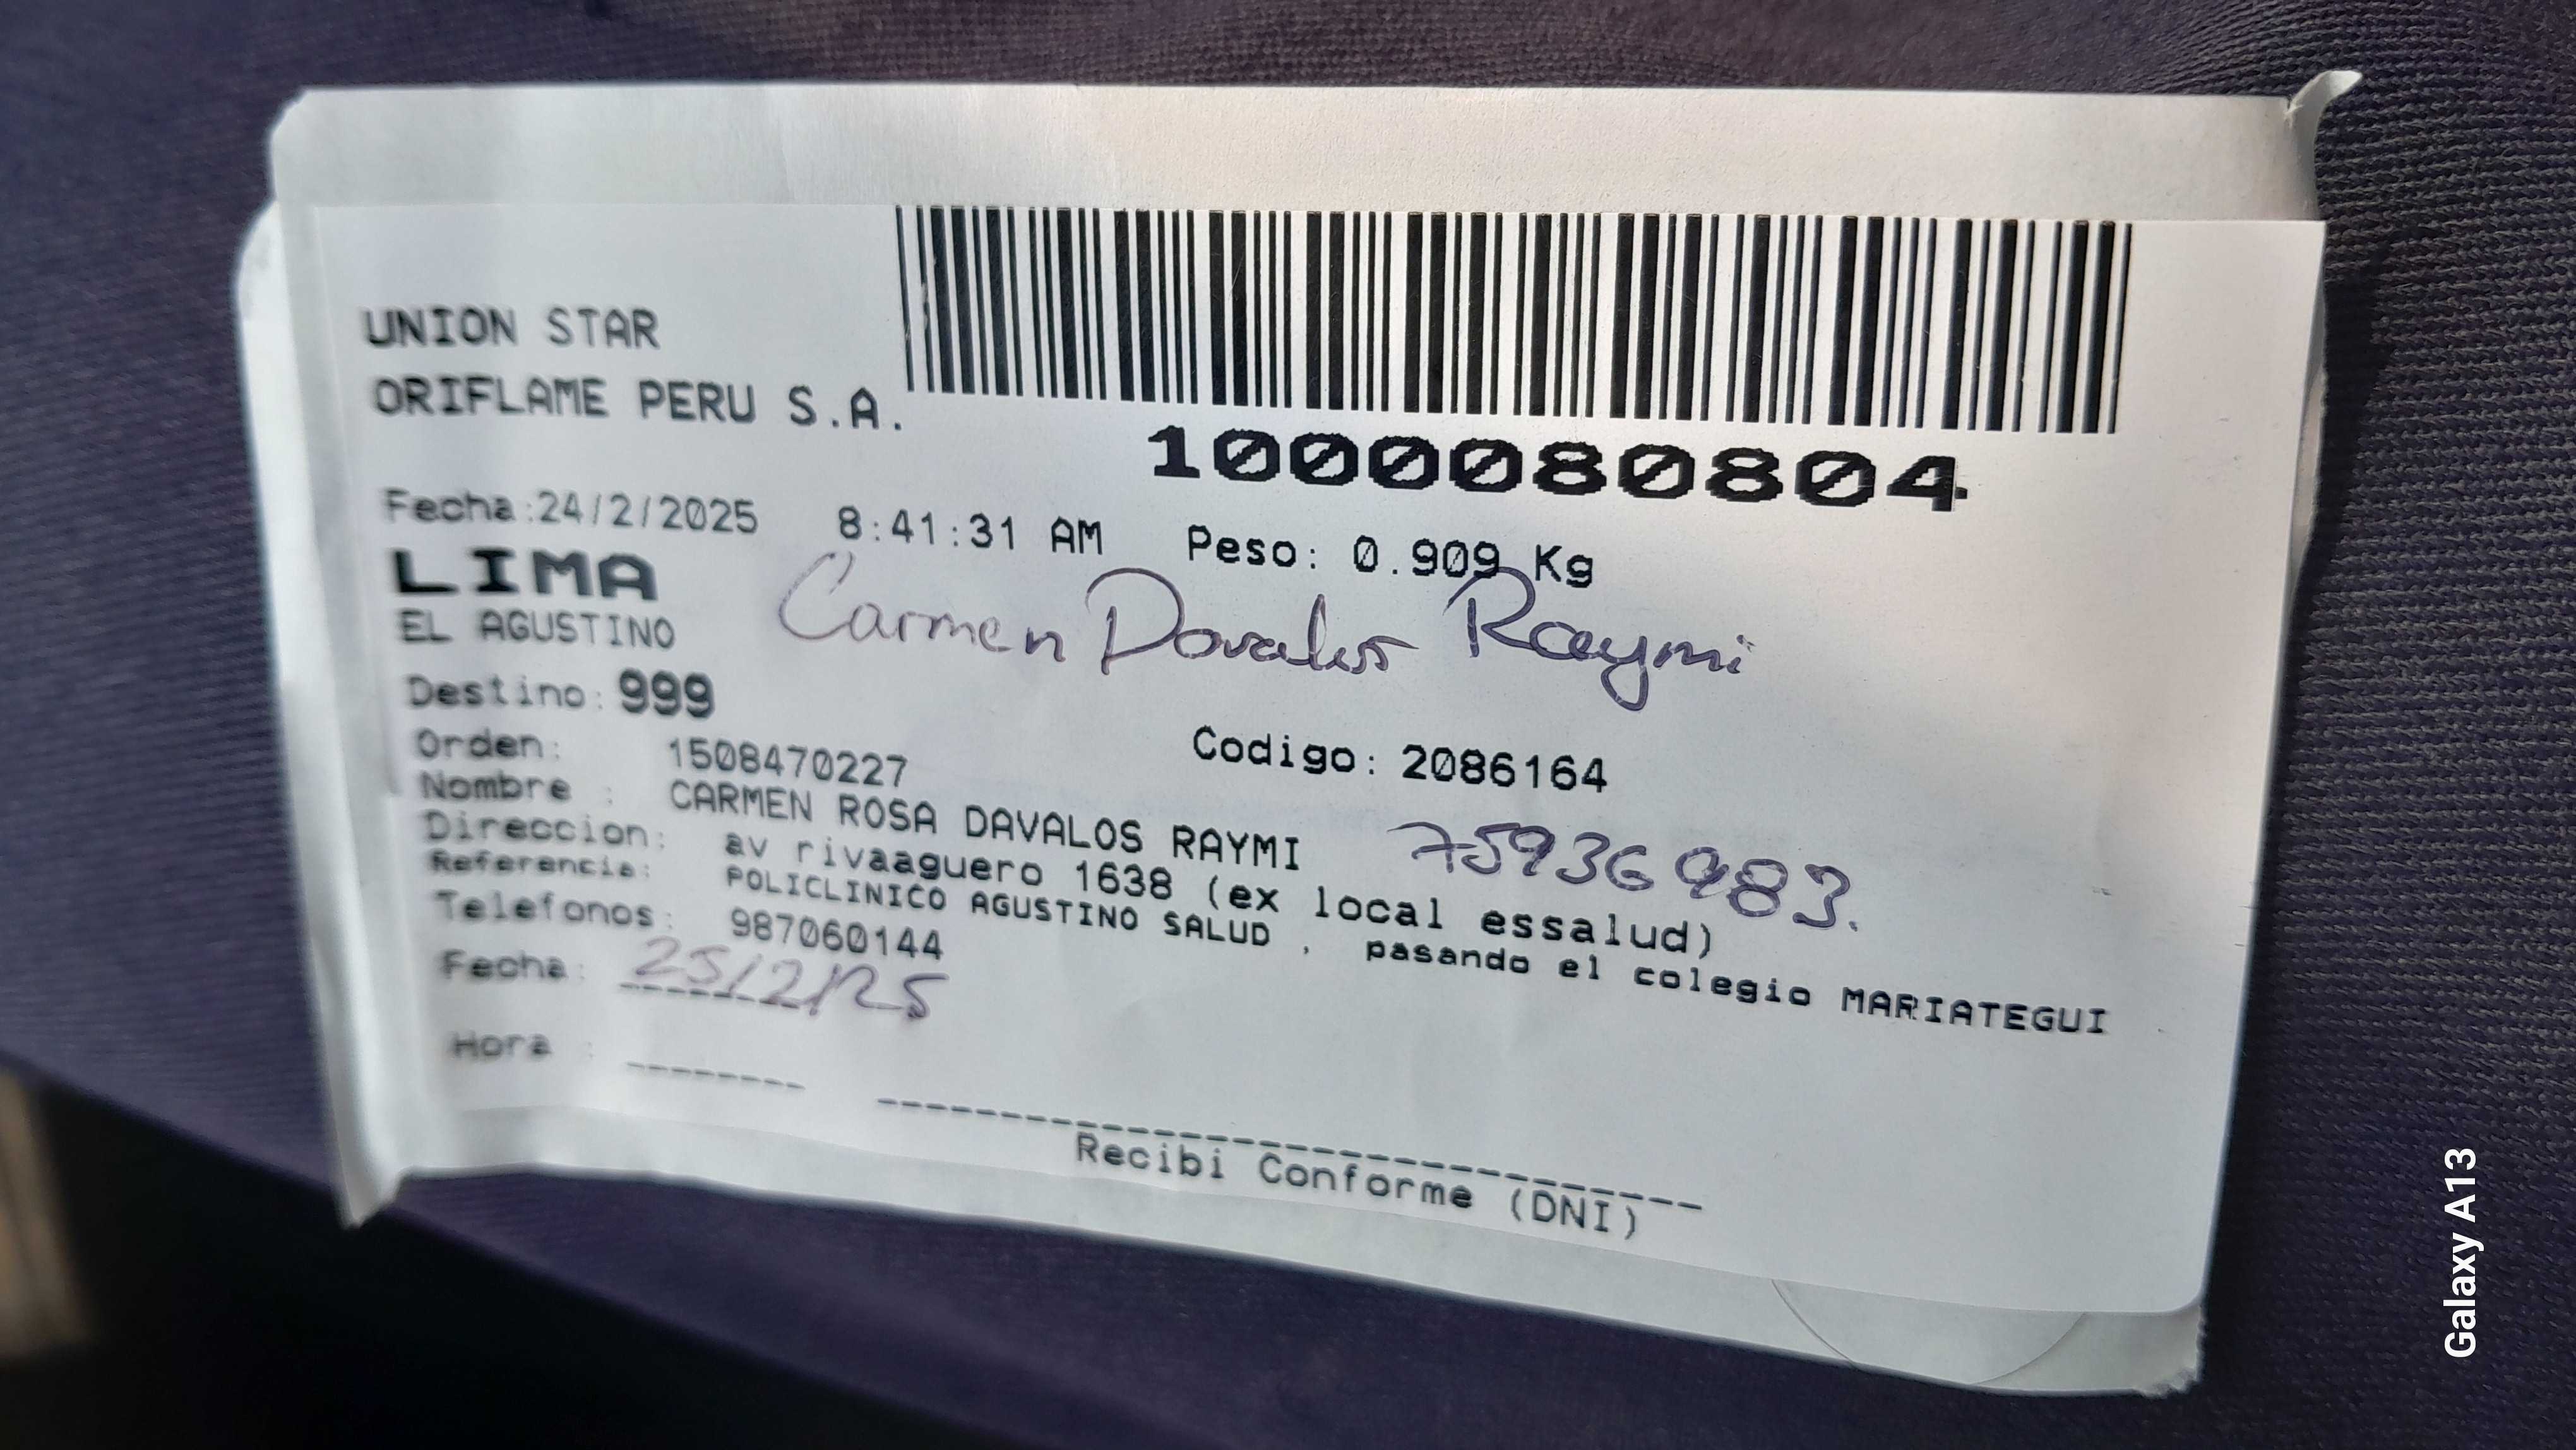 UNION STAR
ORIFLAME PERU S.A.
1000080804
Fecha:24/2/2025 8:41:31 AM Peso: 0.909 Kg
LIMA
EL AGUSTINO
Carmen Davalos Raymi
Destino: 999
Orden: 1508470227 Codigo: 2086164
Nombre : CARMEN ROSA DAVALOS RAYMI
75936983.
Direccion: av rivaaguero 1638 (ex local essalud)
Referencia: POLICLINICO AGUSTINO SALUD , pasando el colegio MARIATEGUI
Telefonos: 987060144
Fecha: 25/2/25
Hora :
Recibi Conforme (DNI)
Galaxy A13